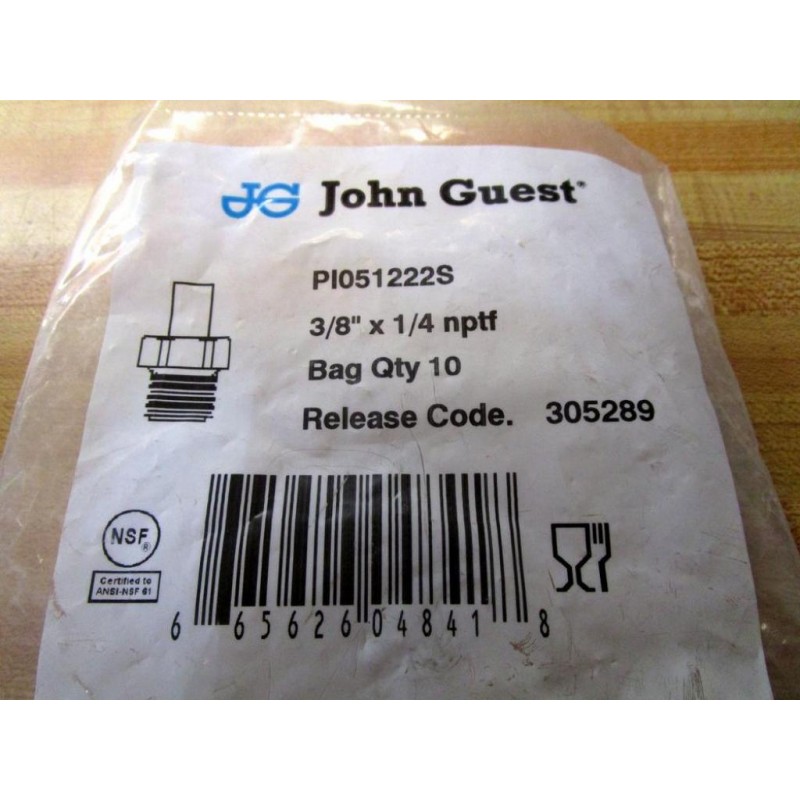 JG John Guest®
PI051222S
3/8" x 1/4 nptf
Bag Qty 10
Release Code. 305289
NSF®
Certified to
ANSI-NSF 61
6 65626 04841 8